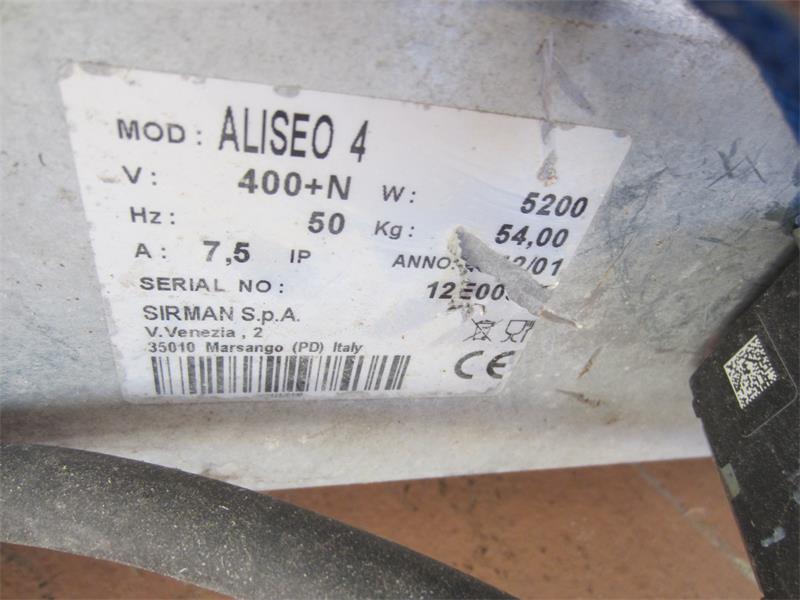 MOD: ALISEO 4
V: 400+N W: 5200
Hz: 50 Kg: 54,00
A: 7,5 IP ANNO:
SERIAL NO:
SIRMAN S.p.A.
V.Venezia , 2
35010 Marsango (PD) Italy
CE